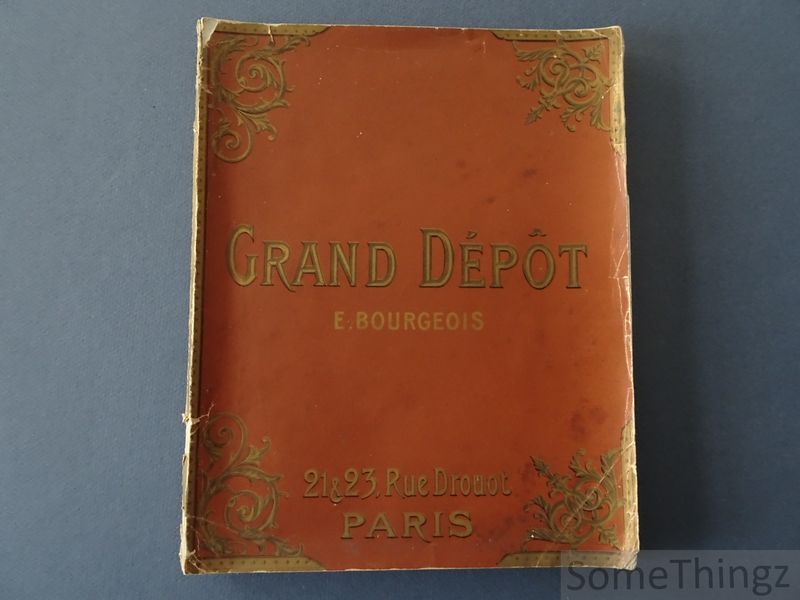 GRAND DÉPÔT
E. BOURGEOIS
21 & 23, Rue Drouot
PARIS
SomeThingz